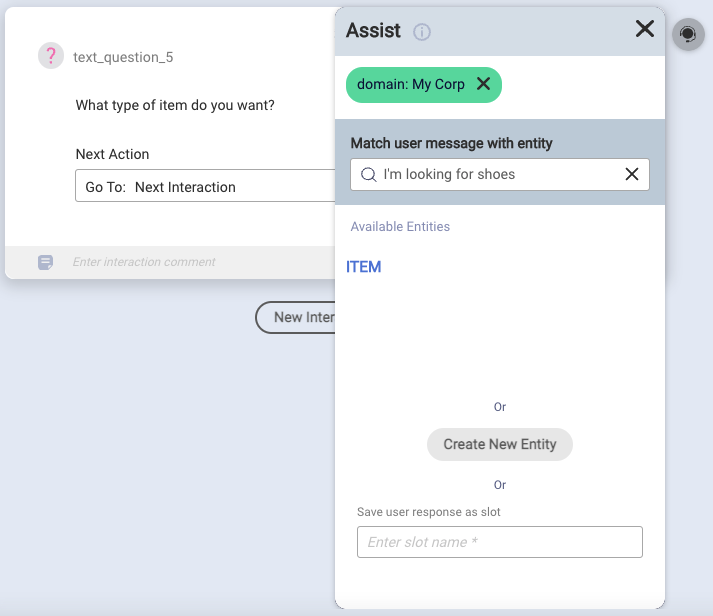 text_question_5
What type of item do you want?
Next Action
Go To: Next Interaction
Enter interaction comment
New Inter
Assist
domain: My Corp
Match user message with entity
I'm looking for shoes
Available Entities
ITEM
Or
Create New Entity
Or
Save user response as slot
Enter slot name *